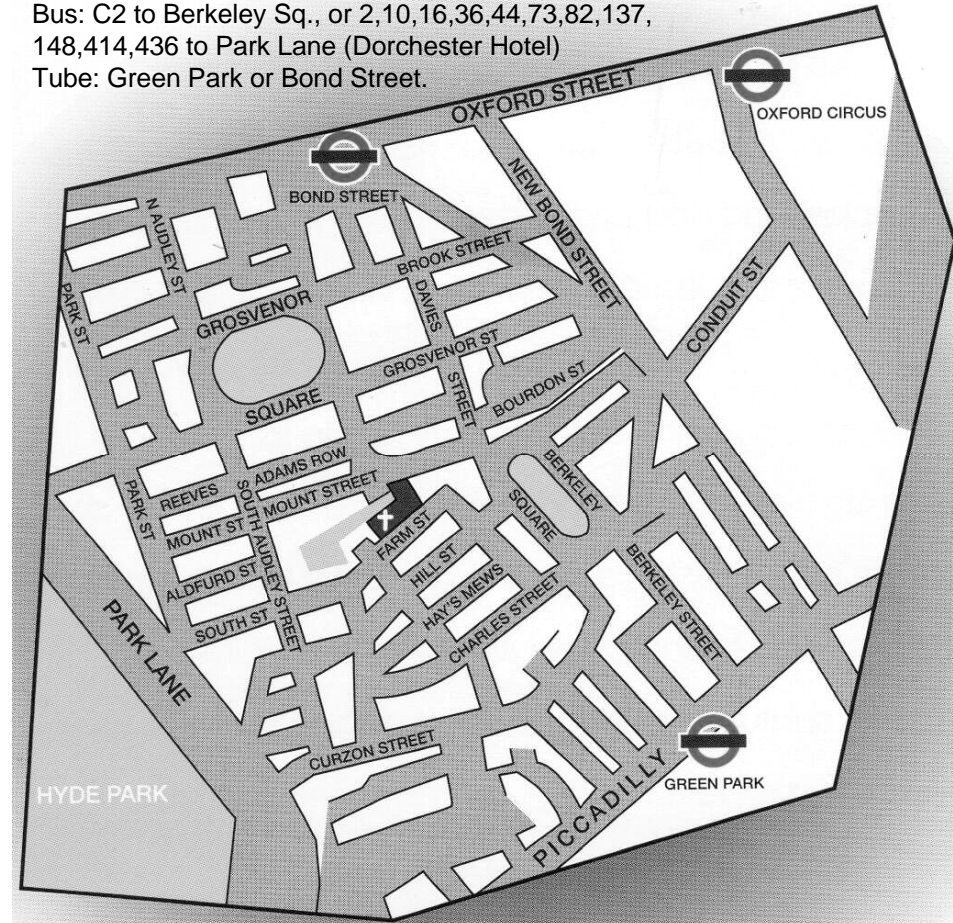 Bus: C2 to Berkeley Sq., or 2,10,16,36,44,73,82,137,
148,414,436 to Park Lane (Dorchester Hotel)
Tube: Green Park or Bond Street.
OXFORD STREET
OXFORD CIRCUS
BOND STREET
N AUDLEY ST
NEW BOND STREET
BROOK STREET
PARK ST
GROSVENOR
DAVIES
CONDUIT ST
GROSVENOR ST
SQUARE
STREET
BOURDON ST
ADAMS ROW
REEVES
MOUNT STREET
PARK ST
SOUTH AUDLEY STREET
BERKELEY
SQUARE
MOUNT ST
FARM ST
ALDFURD ST
HILL ST
HAY'S MEWS
SOUTH ST
CHARLES STREET
BERKELEY STREET
PARK LANE
CURZON STREET
HYDE PARK
PICCADILLY
GREEN PARK